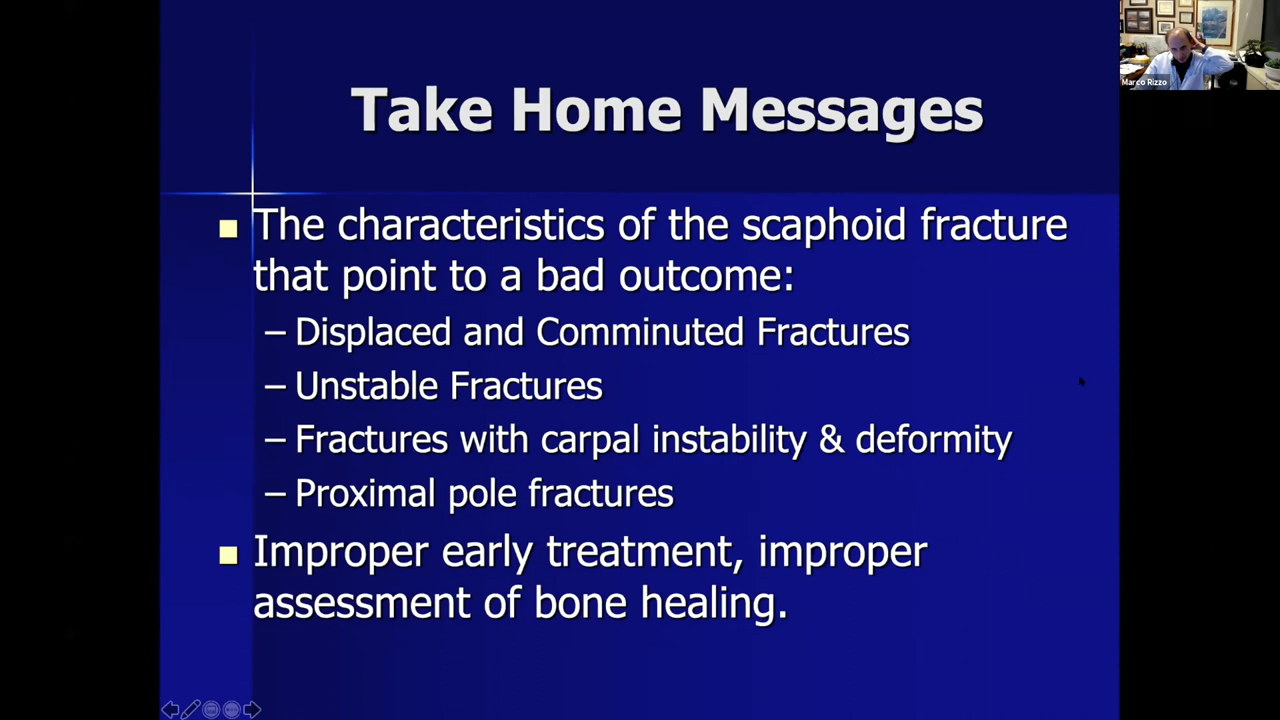 Marco Rizzo
Take Home Messages
The characteristics of the scaphoid fracture
that point to a bad outcome:
– Displaced and Comminuted Fractures
– Unstable Fractures
– Fractures with carpal instability & deformity
– Proximal pole fractures
Improper early treatment, improper
assessment of bone healing.